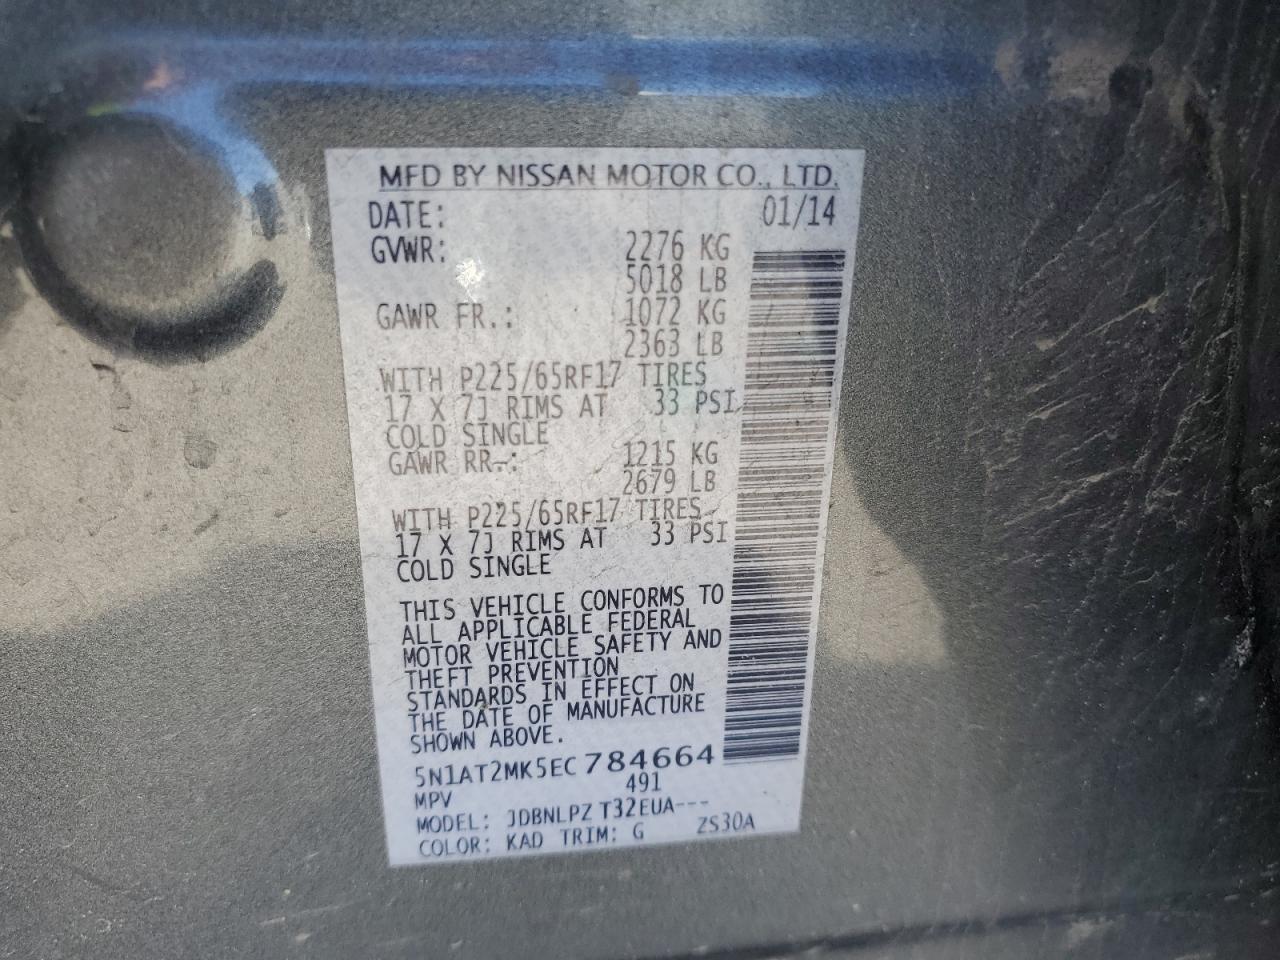 MFD BY NISSAN MOTOR CO., LTD.
DATE: 01/14
GVWR: 2276 KG
5018 LB
GAWR FR.: 1072 KG
2363 LB
WITH P225/65RF17 TIRES
17 X 7J RIMS AT 33 PSI
COLD SINGLE
GAWR RR.: 1215 KG
2679 LB
WITH P225/65RF17 TIRES
17 X 7J RIMS AT 33 PSI
COLD SINGLE
THIS VEHICLE CONFORMS TO
ALL APPLICABLE FEDERAL
MOTOR VEHICLE SAFETY AND
THEFT PREVENTION
STANDARDS IN EFFECT ON
THE DATE OF MANUFACTURE
SHOWN ABOVE.
5N1AT2MK5EC784664
MPV 491
MODEL: JDBNLPZ T32EUA---
COLOR: KAD TRIM: G ZS30A